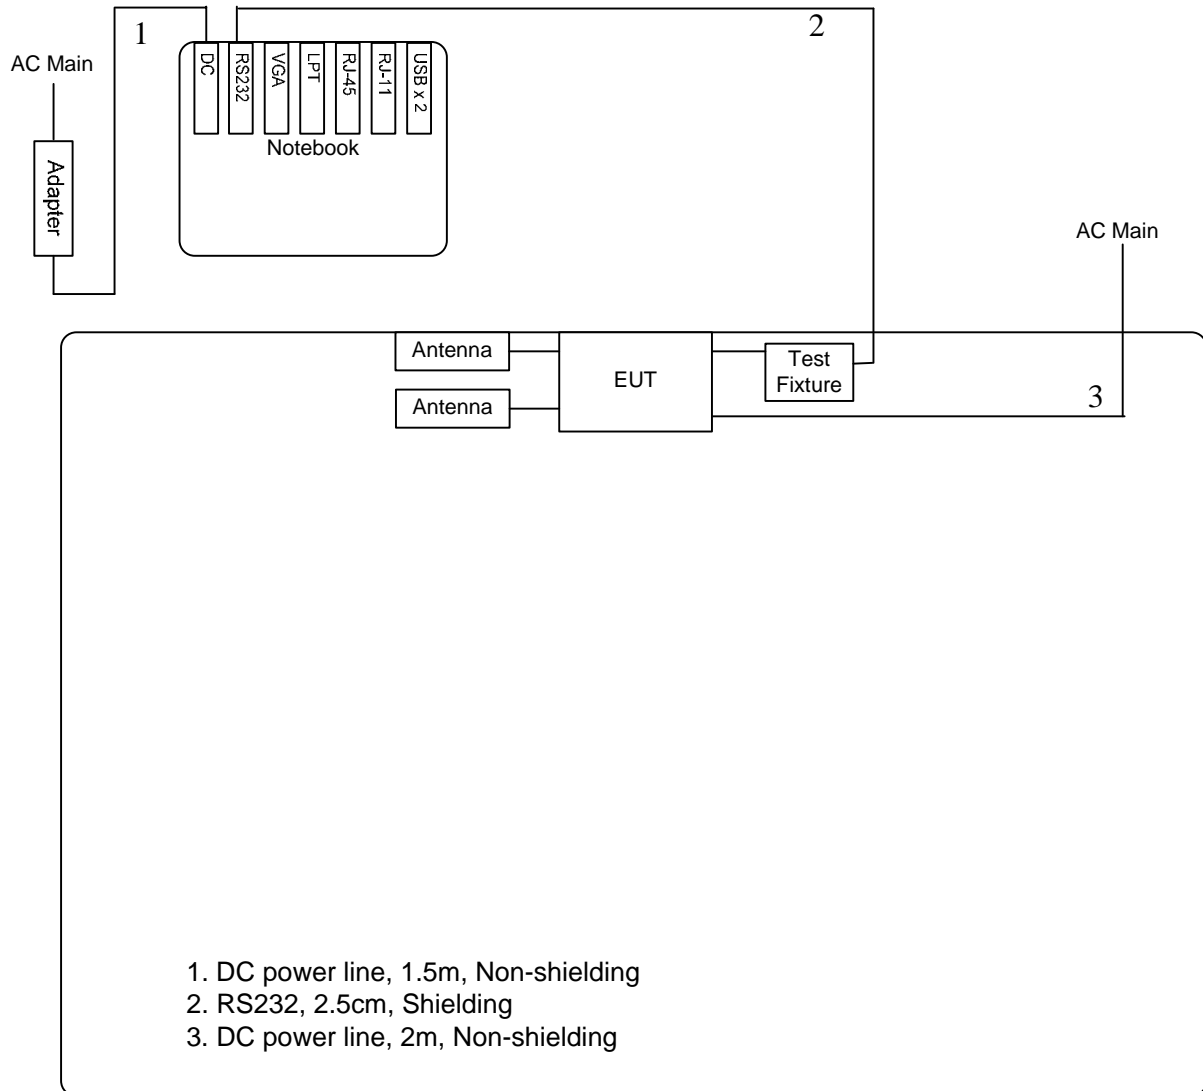 1
2
AC Main
DC
RS232
VGA
LPT
RJ-45
RJ-11
USB x 2
Notebook
Adapter
AC Main
Antenna
EUT
Test
Fixture
Antenna
3
1. DC power line, 1.5m, Non-shielding
2. RS232, 2.5cm, Shielding
3. DC power line, 2m, Non-shielding